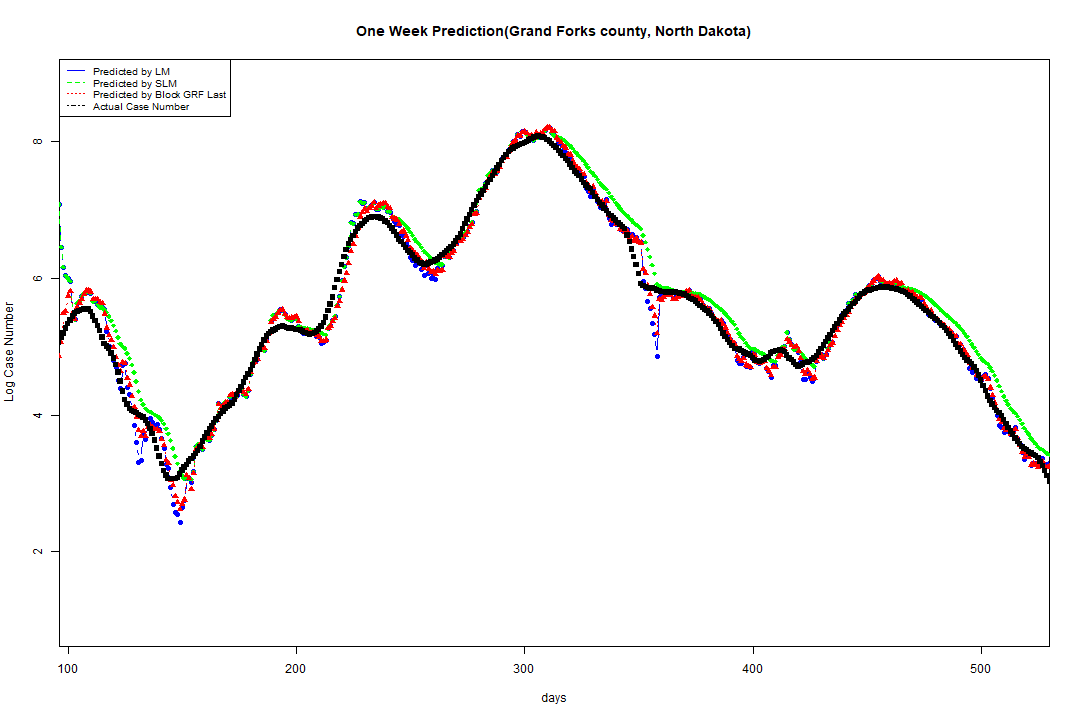 One Week Prediction(Grand Forks county, North Dakota)
Predicted by LM
Predicted by SLM
Predicted by Block GRF Last
Actual Case Number
8
6
4
2
Log Case Number
100 200 300 400 500
days